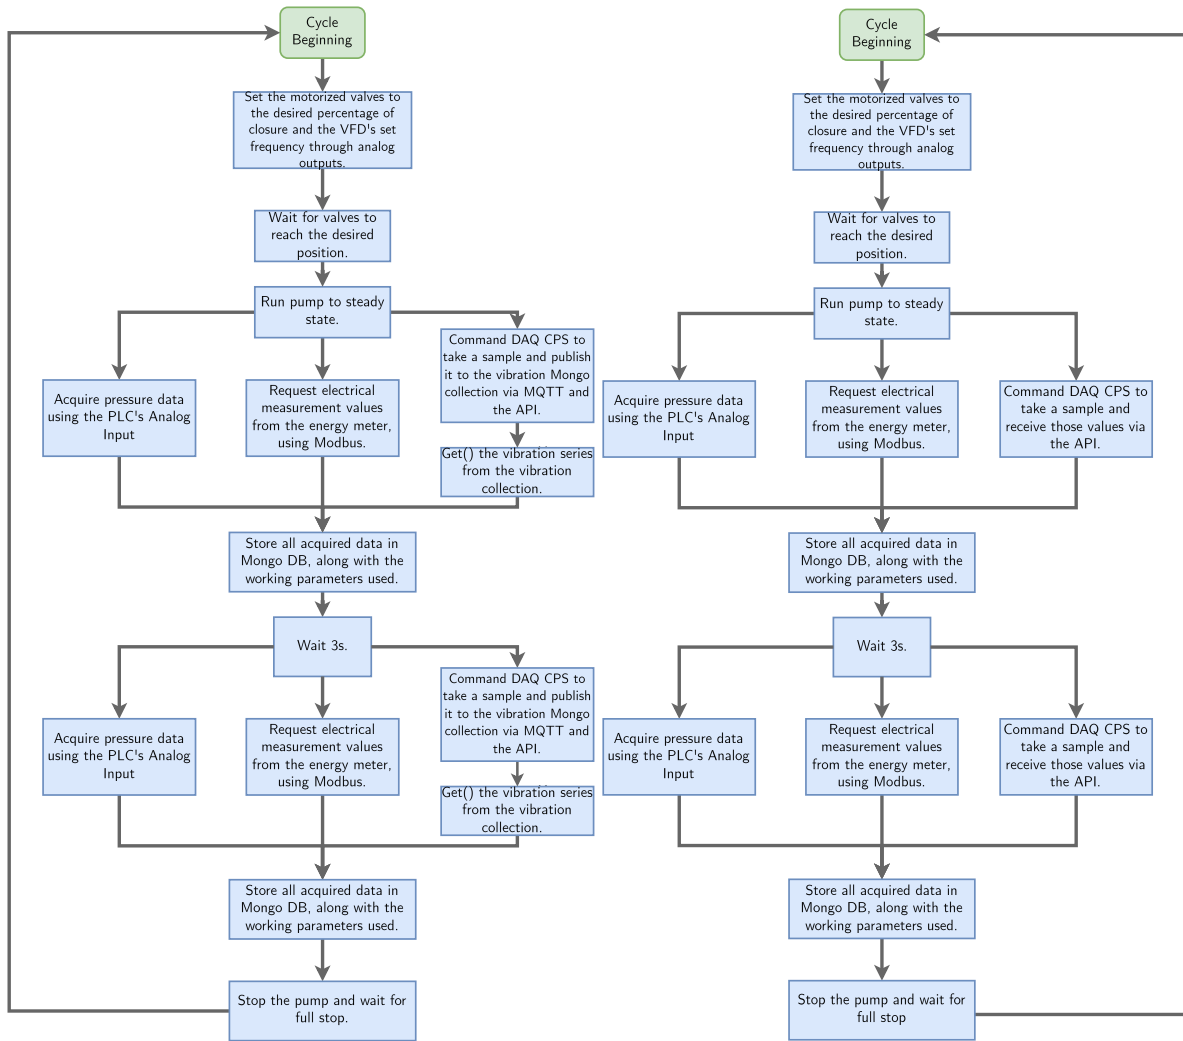 Cycle
Beginning
Set the motorized valves to
the desired percentage of
closure and the VFD's set
frequency through analog
outputs.
Wait for valves to
reach the desired
position.
Run pump to steady
state.
Acquire pressure data
using the PLC's Analog
Input
Request electrical
measurement values
from the energy meter,
using Modbus.
Command DAQ CPS to
take a sample and publish
it to the vibration Mongo
collection via MQTT and
the API.
Get() the vibration series
from the vibration
collection.
Store all acquired data in
Mongo DB, along with the
working parameters used.
Wait 3s.
Acquire pressure data
using the PLC's Analog
Input
Request electrical
measurement values
from the energy meter,
using Modbus.
Command DAQ CPS to
take a sample and publish
it to the vibration Mongo
collection via MQTT and
the API.
Get() the vibration series
from the vibration
collection.
Store all acquired data in
Mongo DB, along with the
working parameters used.
Stop the pump and wait for
full stop.
Cycle
Beginning
Set the motorized valves to
the desired percentage of
closure and the VFD's set
frequency through analog
outputs.
Wait for valves to
reach the desired
position.
Run pump to steady
state.
Acquire pressure data
using the PLC's Analog
Input
Request electrical
measurement values
from the energy meter,
using Modbus.
Command DAQ CPS to
take a sample and
receive those values via
the API.
Store all acquired data in
Mongo DB, along with the
working parameters used.
Wait 3s.
Acquire pressure data
using the PLC's Analog
Input
Request electrical
measurement values
from the energy meter,
using Modbus.
Command DAQ CPS to
take a sample and
receive those values via
the API.
Store all acquired data in
Mongo DB, along with the
working parameters used.
Stop the pump and wait for
full stop